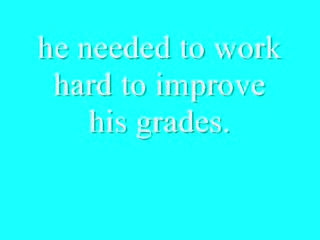 he needed to work
hard to improve
his grades.